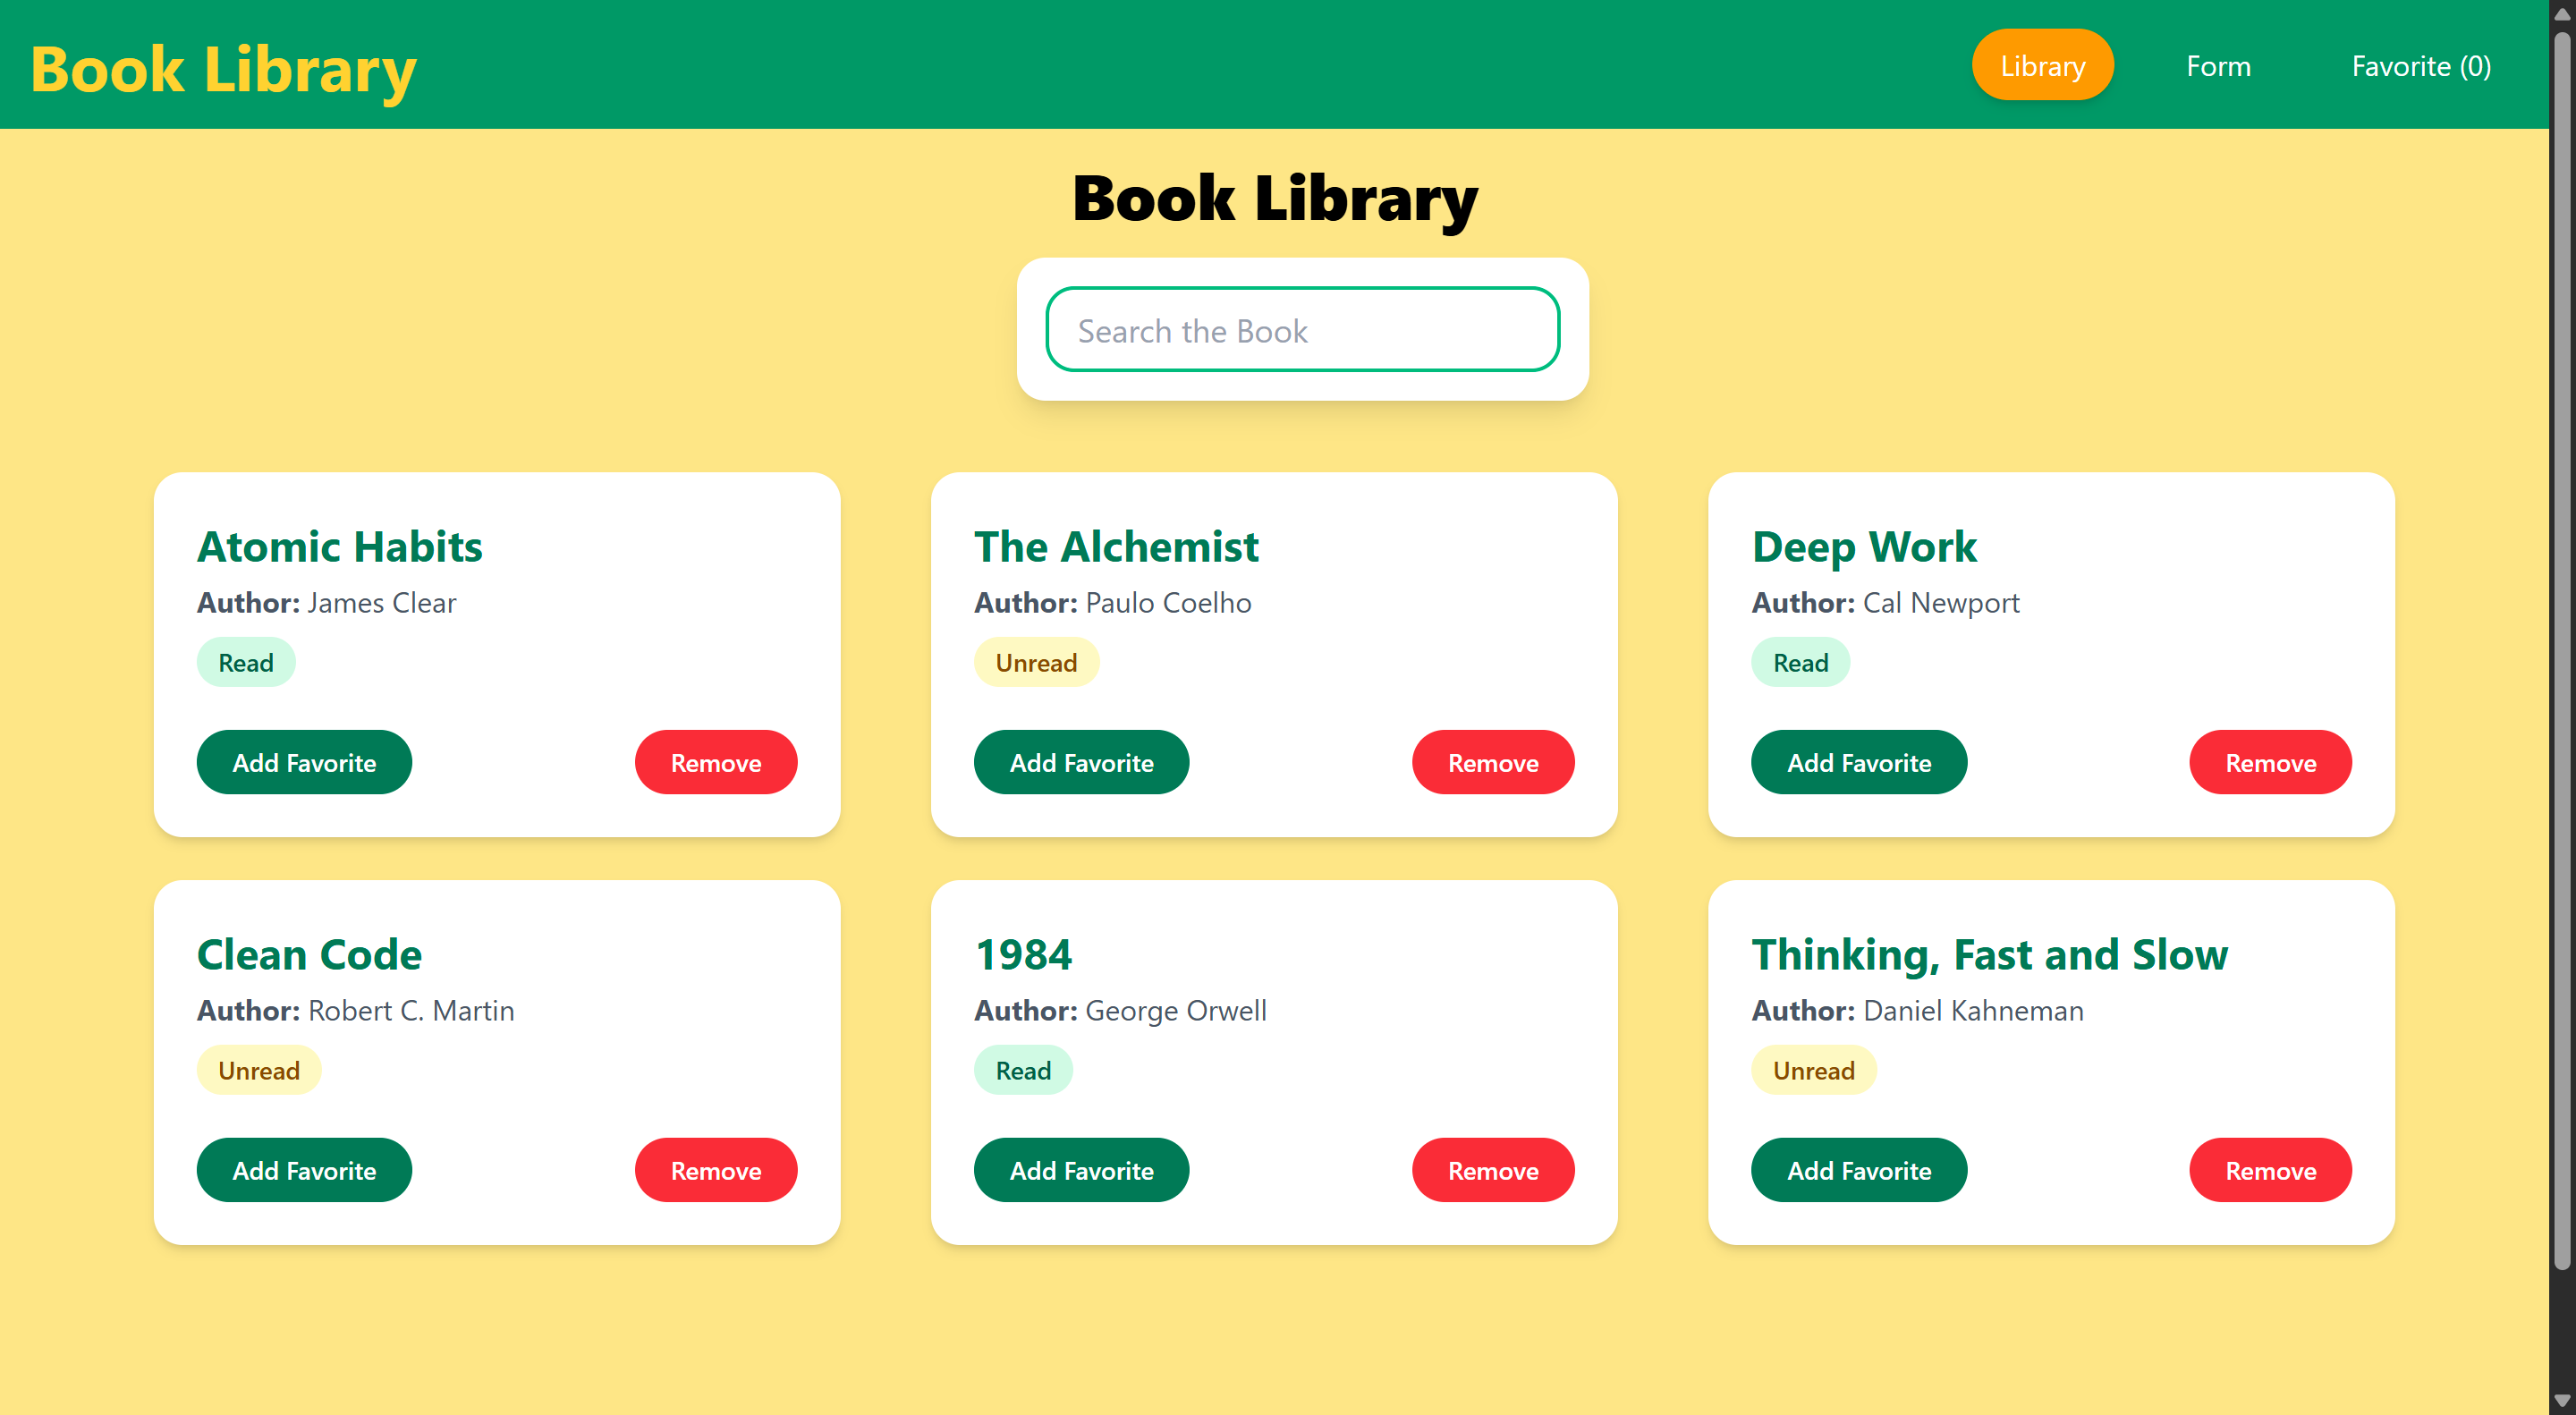 Book Library
Library
Form
Favorite (0)
Book Library
Search the Book
Atomic Habits
Author: James Clear
Read
Add Favorite
Remove
The Alchemist
Author: Paulo Coelho
Unread
Add Favorite
Remove
Deep Work
Author: Cal Newport
Read
Add Favorite
Remove
Clean Code
Author: Robert C. Martin
Unread
Add Favorite
Remove
1984
Author: George Orwell
Read
Add Favorite
Remove
Thinking, Fast and Slow
Author: Daniel Kahneman
Unread
Add Favorite
Remove